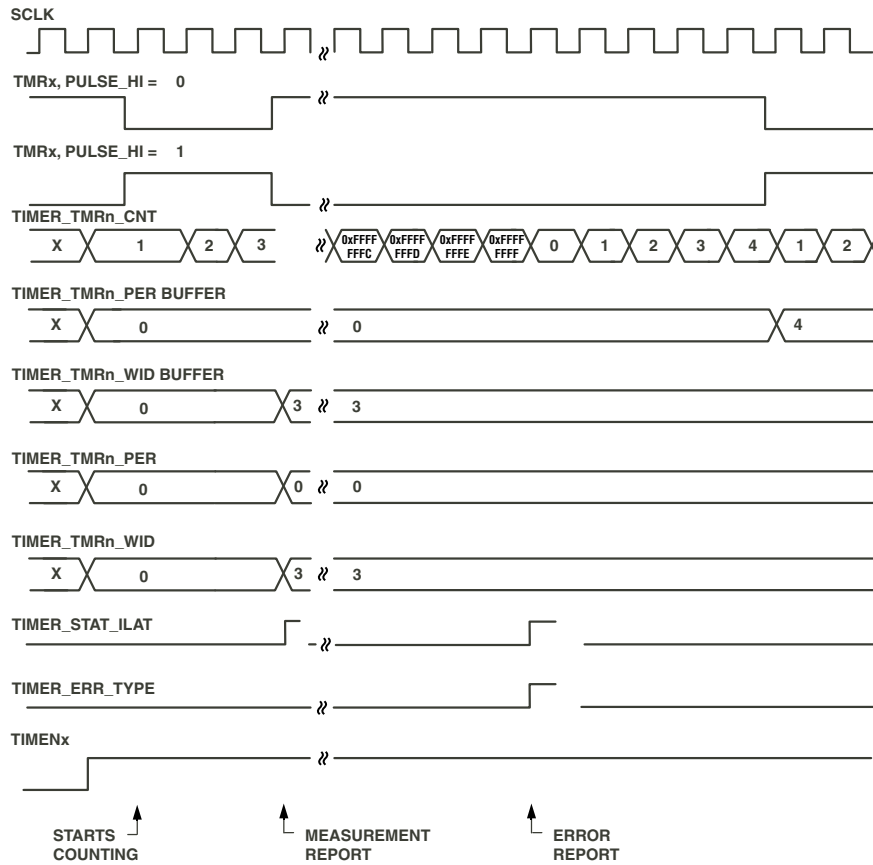 SCLK
TMRx, PULSE_HI = 0
TMRx, PULSE_HI = 1
TIMER_TMRn_CNT
X 1 2 3 0xFFFF FFFC 0xFFFF FFFD 0xFFFF FFFE 0xFFFF FFFF 0 1 2 3 4 1 2
TIMER_TMRn_PER BUFFER
X 0 0 4
TIMER_TMRn_WID BUFFER
X 0 3 3
TIMER_TMRn_PER
X 0 0 0
TIMER_TMRn_WID
X 0 3 3
TIMER_STAT_ILAT
TIMER_ERR_TYPE
TIMENx
STARTS COUNTING
MEASUREMENT REPORT
ERROR REPORT